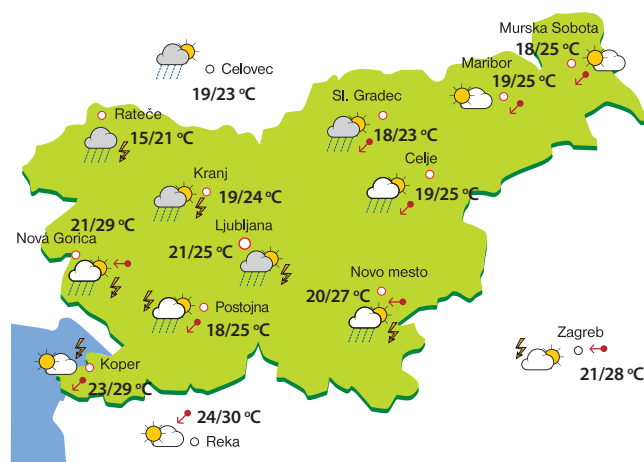 Murska Sobota
18/25 °C
Celovec
19/23 °C
Maribor
19/25 °C
Sl. Gradec
18/23 °C
Rateče
15/21 °C
Celje
19/25 °C
Kranj
19/24 °C
21/29 °C
Nova Gorica
Ljubljana
21/25 °C
Novo mesto
20/27 °C
Postojna
18/25 °C
Zagreb
21/28 °C
Koper
23/29 °C
24/30 °C
Reka